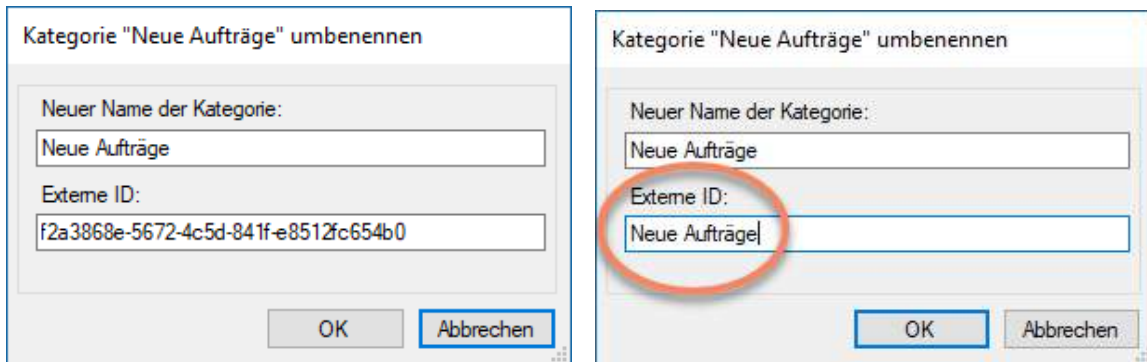 Kategorie "Neue Aufträge" umbenennen
Neuer Name der Kategorie:
Neue Aufträge
Externe ID:
f2a3868e-5672-4c5d-841f-e8512fc654b0
OK
Abbrechen
Kategorie "Neue Aufträge" umbenennen
Neuer Name der Kategorie:
Neue Aufträge
Externe ID:
Neue Aufträge
OK
Abbrechen